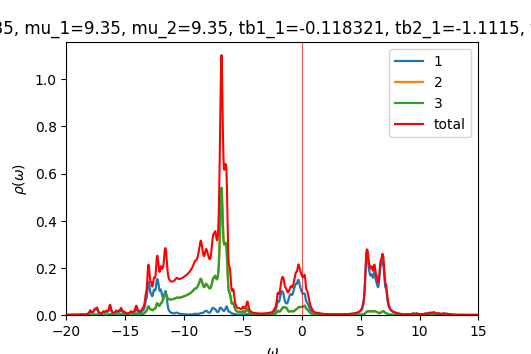 35, mu_1=9.35, mu_2=9.35, tb1_1=-0.118321, tb2_1=-1.1115,
1
2
3
total
ρ(ω)
1.0
0.8
0.6
0.4
0.2
0.0
−20 −15 −10 −5 0 5 10 15
ω